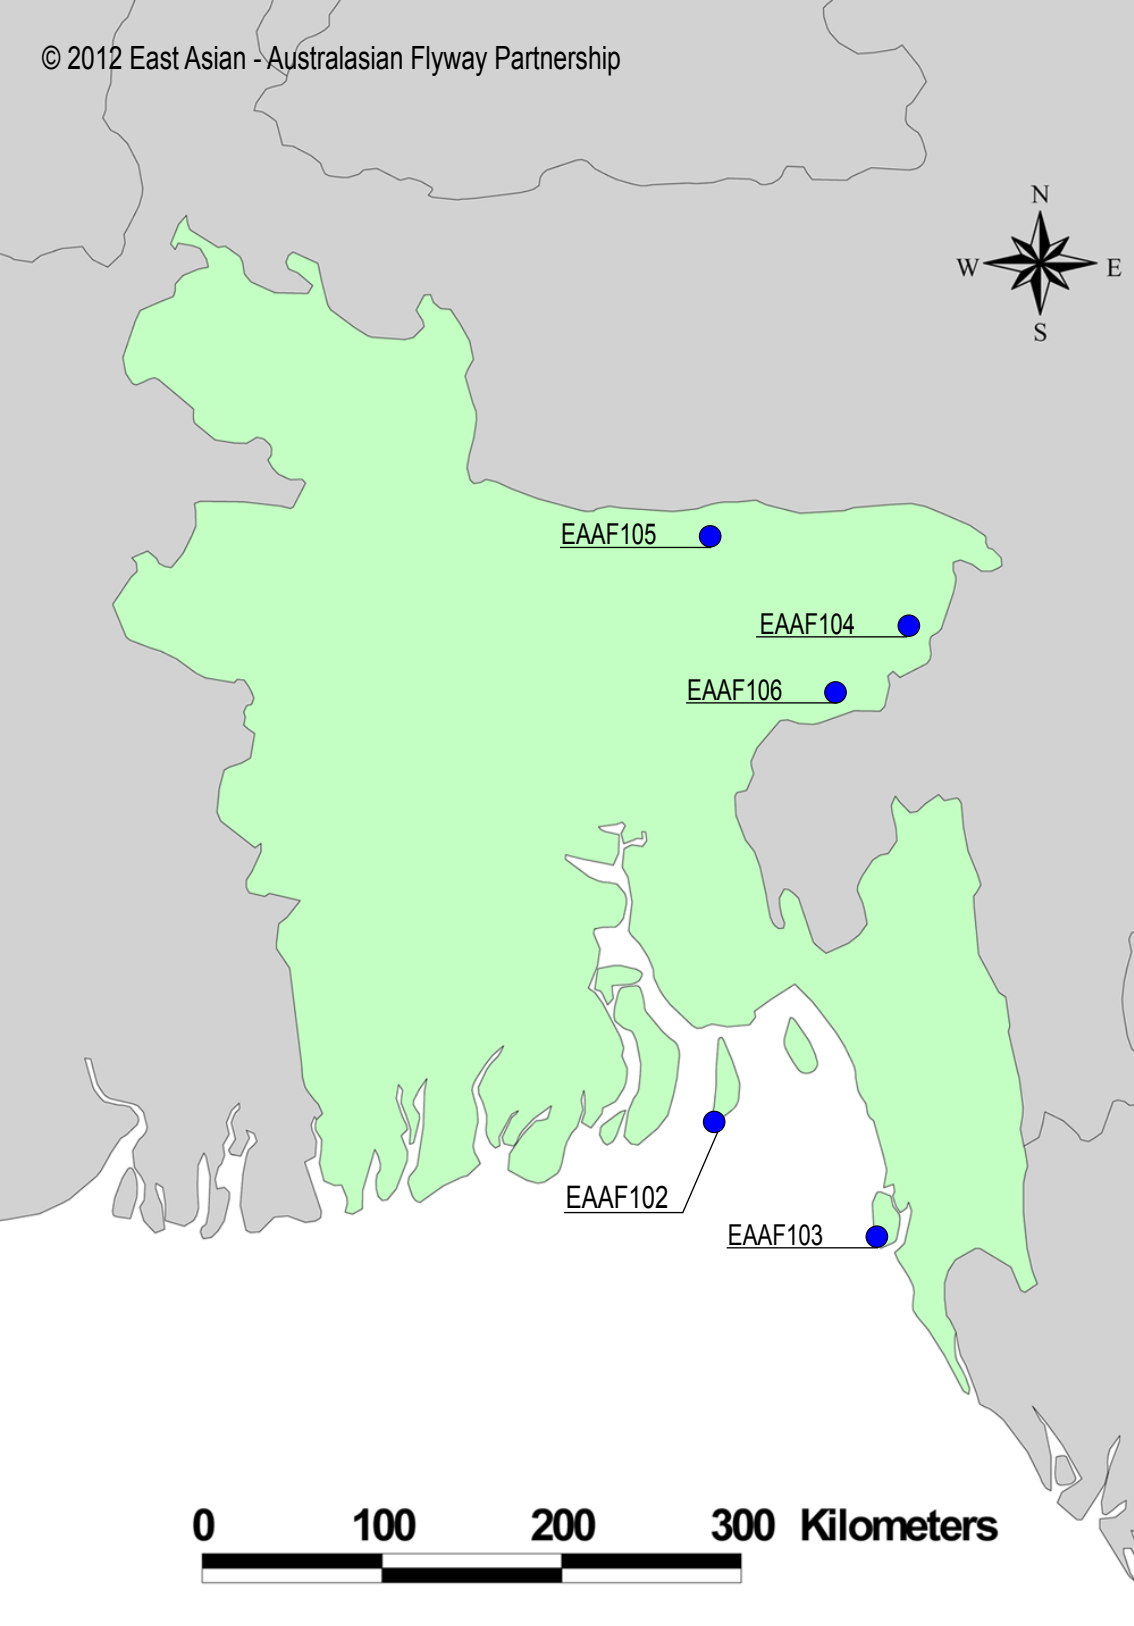 © 2012 East Asian - Australasian Flyway Partnership
N
W E
S
EAAF105
EAAF104
EAAF106
EAAF102
EAAF103
0 100 200 300 Kilometers